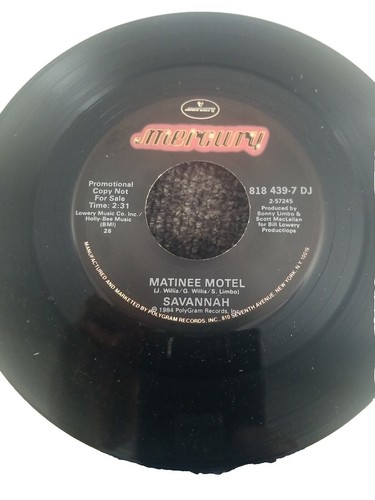 mercury
Promotional
Copy Not
For Sale
Time: 2:31
Lowery Music Co. Inc./
Holly-Bee Music
(BMI)
26
818 439-7 DJ
2-57245
Produced by
Sonny Limbo &
Scott MacLellan
for Bill Lowery
Productions
MATINEE MOTEL
(J. Willis/G. Willis/S. Limbo)
SAVANNAH
℗ 1984 PolyGram Records, Inc.
MANUFACTURED AND MARKETED BY POLYGRAM RECORDS, INC., 810 SEVENTH AVENUE, NEW YORK, N.Y. 10019